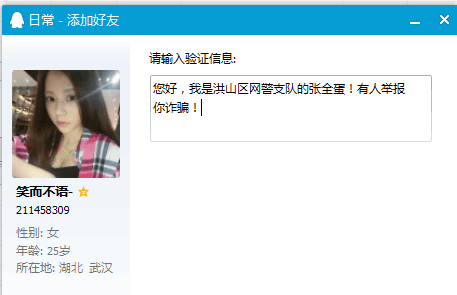 日常 - 添加好友
请输入验证信息:
您好，我是洪山区网警支队的张全蛋！有人举报
你诈骗！
笑而不语-
211458309
性别: 女
年龄: 25岁
所在地: 湖北 武汉